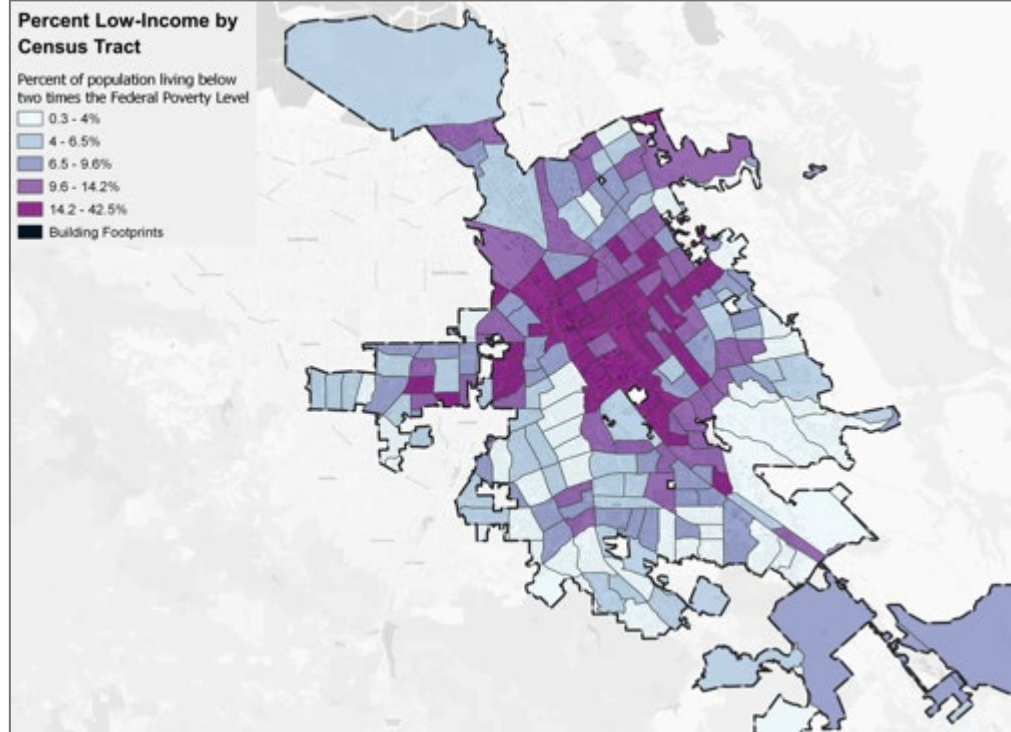 Percent Low-Income by
Census Tract
Percent of population living below
two times the Federal Poverty Level
0.3 - 4%
4 - 6.5%
6.5 - 9.6%
9.6 - 14.2%
14.2 - 42.5%
Building Footprints